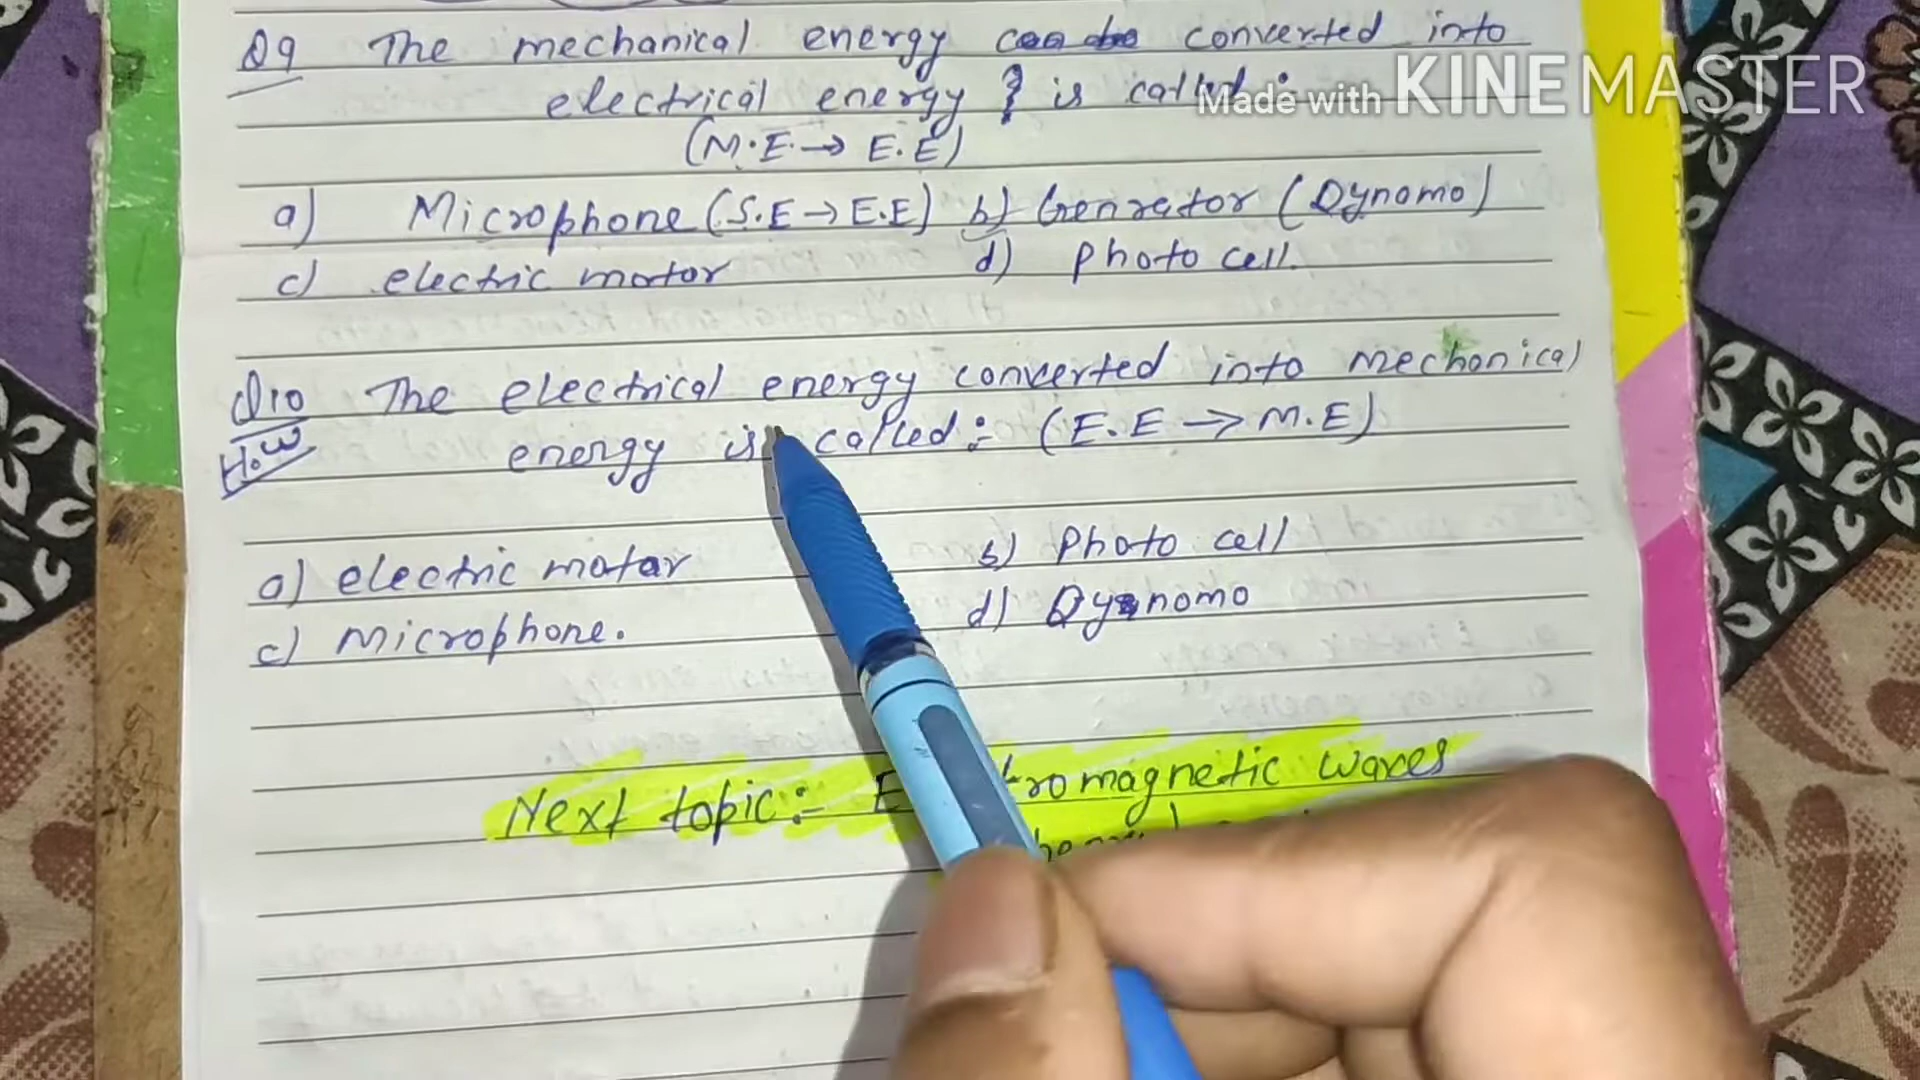 Q9 The mechanical energy converted into
electrical energy is called :-
Made with KINEMASTER
(M.E. → E.E)
a) Microphone (S.E → E.E) b) Genrator (Dynomo)
c) electric motor d) Photo cell.
Q10 The electrical energy converted into mechanical
H.W energy is called :- (E.E → M.E)
a) electric motar b) Photo cell
c) Microphone. d) Dynomo
Next topic :- E tromagnetic waves